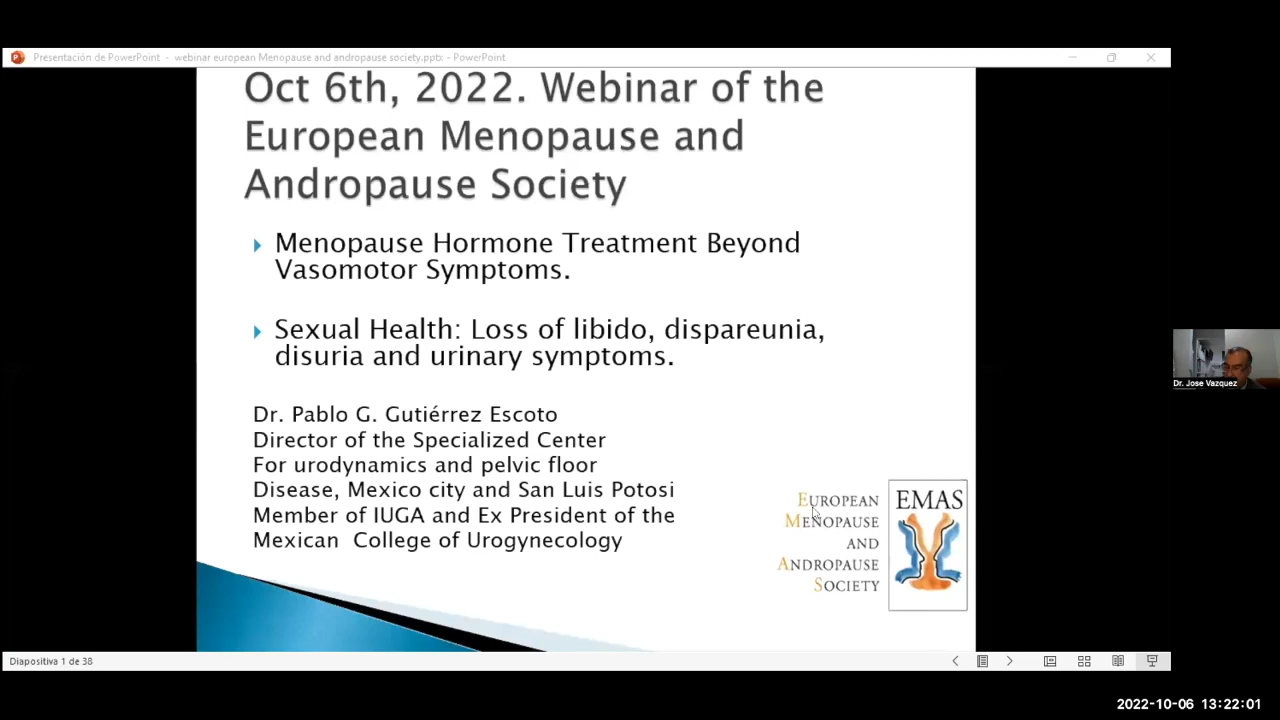 Presentación de PowerPoint - webinar european Menopause and andropause society.pptx - PowerPoint
Oct 6th, 2022. Webinar of the
European Menopause and
Andropause Society
Menopause Hormone Treatment Beyond
Vasomotor Symptoms.
Sexual Health: Loss of libido, dispareunia,
disuria and urinary symptoms.
Dr. Pablo G. Gutiérrez Escoto
Director of the Specialized Center
For urodynamics and pelvic floor
Disease, Mexico city and San Luis Potosi
Member of IUGA and Ex President of the
Mexican College of Urogynecology
EUROPEAN
MENOPAUSE
AND
ANDROPAUSE
SOCIETY
EMAS
Dr. Jose Vazquez
Diapositiva 1 de 38
2022-10-06 13:22:01